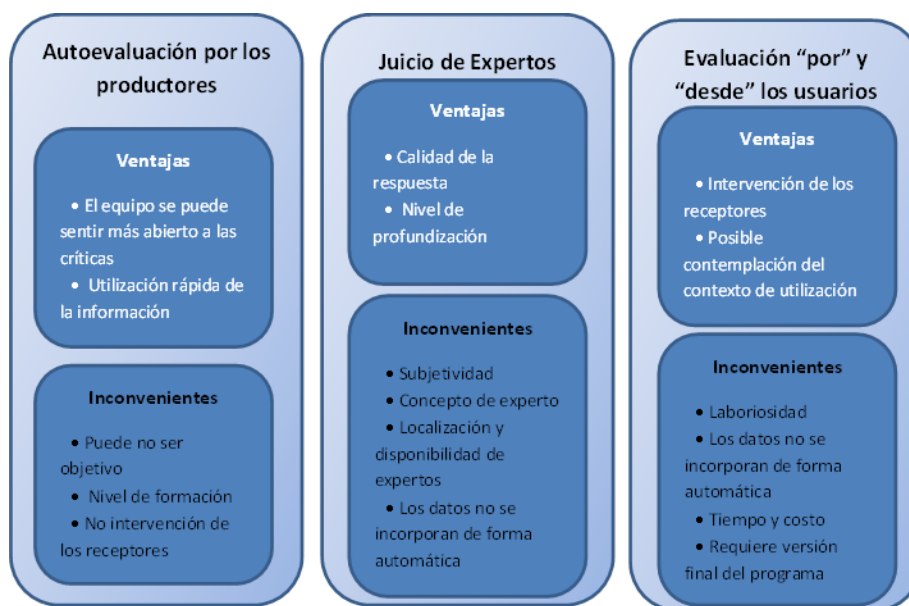 Autoevaluación por los
productores
Ventajas
• El equipo se puede
sentir más abierto a las
críticas
• Utilización rápida de
la información
Inconvenientes
• Puede no ser
objetivo
• Nivel de formación
• No intervención de
los receptores
Juicio de Expertos
Ventajas
• Calidad de la
respuesta
• Nivel de
profundización
Inconvenientes
• Subjetividad
• Concepto de experto
• Localización y
disponibilidad de
expertos
• Los datos no se
incorporan de forma
automática
Evaluación “por” y
“desde” los usuarios
Ventajas
• Intervención de los
receptores
• Posible
contemplación del
contexto de utilización
Inconvenientes
• Laboriosidad
• Los datos no se
incorporan de forma
automática
• Tiempo y costo
• Requiere versión
final del programa